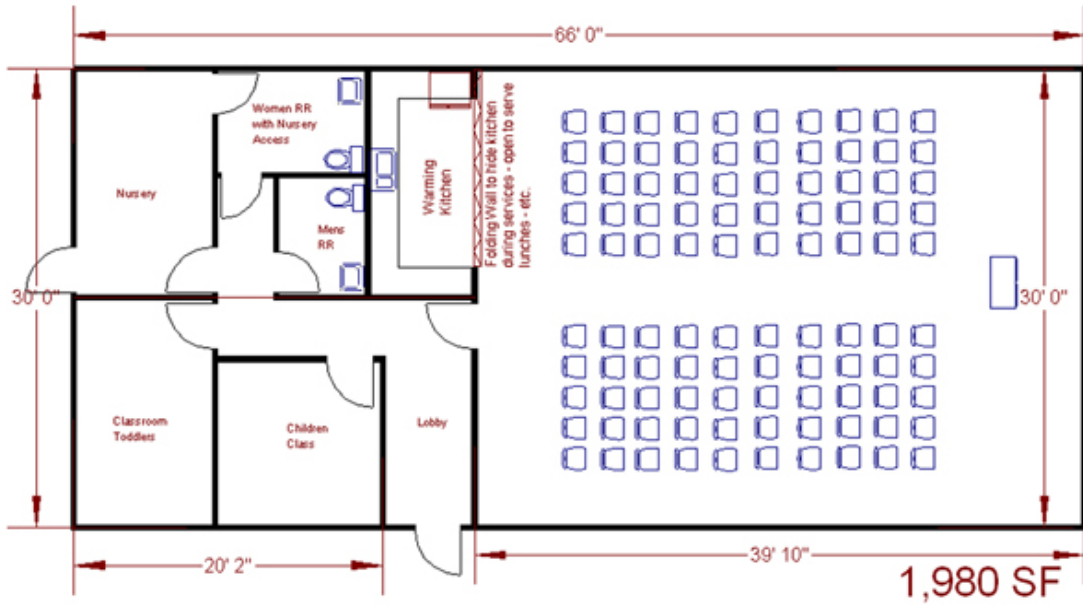 66' 0"
Women RR
with Nursery
Access
Nursery
Mens
RR
Warming
Kitchen
Folding Wall to hide kitchen
during services - open to serve
lunches - etc.
30' 0"
30' 0"
Classroom
Toddlers
Children
Class
Lobby
20' 2"
39' 10"
1,980 SF